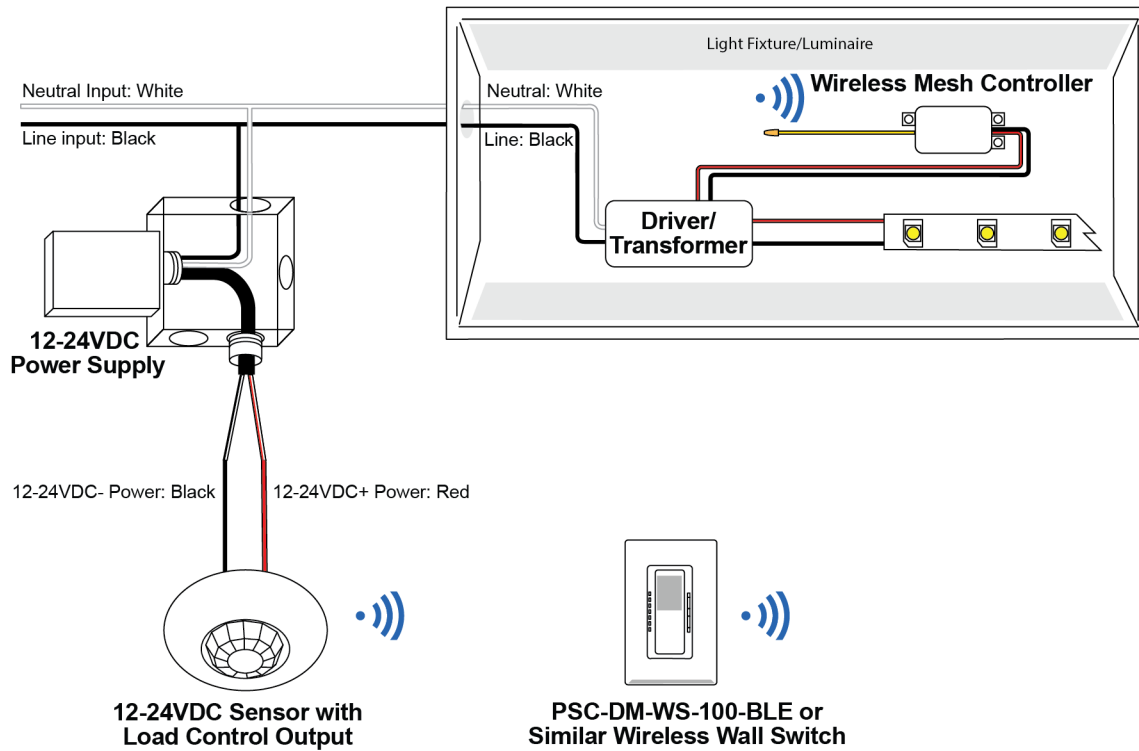 Light Fixture/Luminaire
Wireless Mesh Controller
Neutral Input: White
Neutral: White
Line input: Black
Line: Black
Driver/
Transformer
12-24VDC
Power Supply
12-24VDC- Power: Black
12-24VDC+ Power: Red
12-24VDC Sensor with
Load Control Output
PSC-DM-WS-100-BLE or
Similar Wireless Wall Switch